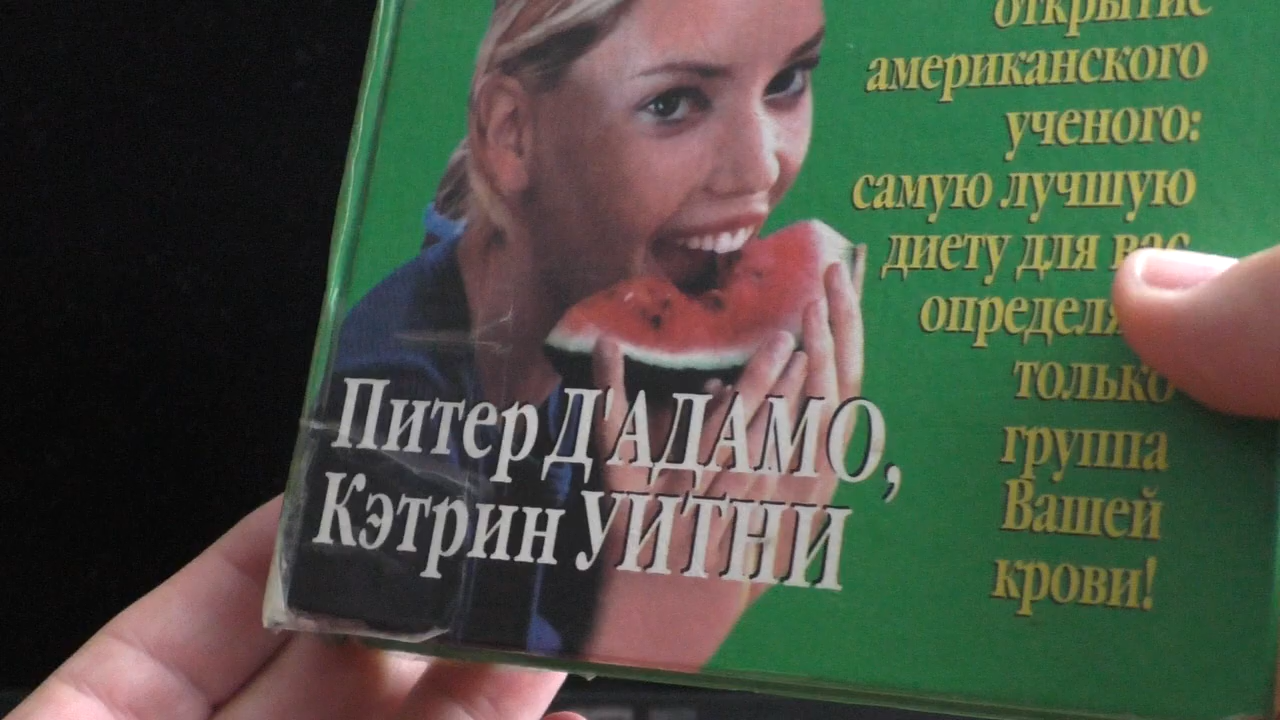 открытие
американского
ученого:
самую лучшую
диету для вас
определя
только
группа
Вашей
крови!
Питер Д'АДАМО,
Кэтрин УИТНИ